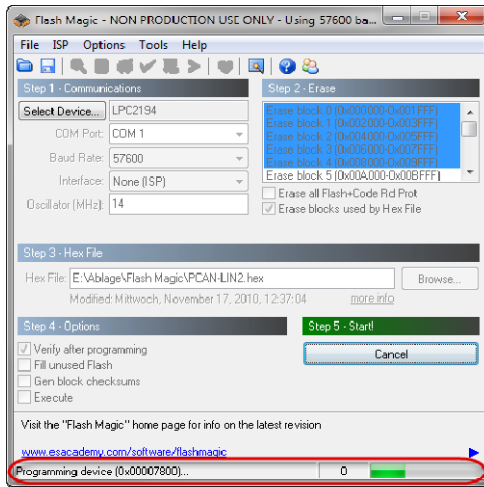 Flash Magic - NON PRODUCTION USE ONLY - Using 57600 ba...
File ISP Options Tools Help
Step 1 - Communications
Select Device... LPC2194
COM Port: COM 1
Baud Rate: 57600
Interface: None (ISP)
Oscillator (MHz): 14
Step 2 - Erase
Erase block 0 (0x000000-0x001FFF)
Erase block 1 (0x002000-0x003FFF)
Erase block 2 (0x004000-0x005FFF)
Erase block 3 (0x006000-0x007FFF)
Erase block 4 (0x008000-0x009FFF)
Erase block 5 (0x00A000-0x00BFFF)
Erase all Flash+Code Rd Prot
Erase blocks used by Hex File
Step 3 - Hex File
Hex File: E:\Ablage\Flash Magic\PCAN-LIN2.hex Browse...
Modified: Mittwoch, November 17, 2010, 12:37:04 more info
Step 4 - Options
Verify after programming
Fill unused Flash
Gen block checksums
Execute
Step 5 - Start!
Cancel
Visit the "Flash Magic" home page for info on the latest revision
www.esacademy.com/software/flashmagic
Programming device (0x00007800)... 0